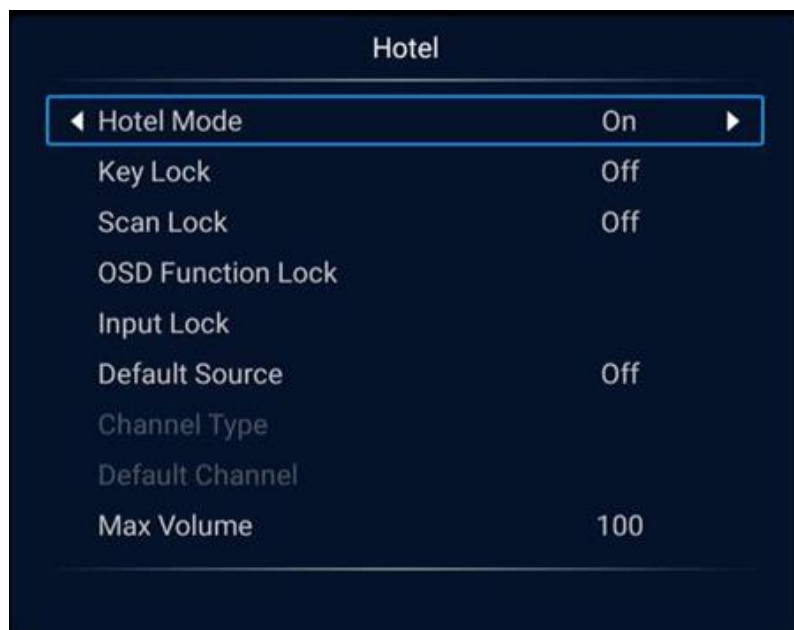 Hotel
Hotel Mode On
Key Lock Off
Scan Lock Off
OSD Function Lock
Input Lock
Default Source Off
Channel Type
Default Channel
Max Volume 100